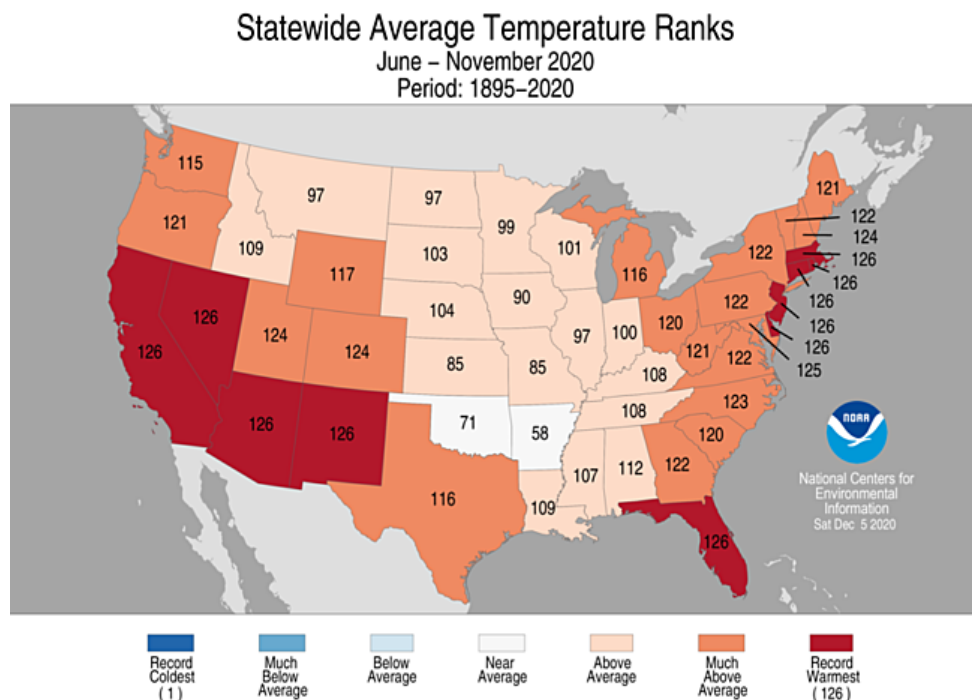 Statewide Average Temperature Ranks
June – November 2020
Period: 1895–2020
115
97
97
99
121
121
109
103
101
122
122
124
117
116
126
126
104
90
122
126
126
124
124
97
100
120
126
126
85
85
121
122
126
108
125
123
126
126
71
58
108
120
NOAA
116
107
112
122
109
126
National Centers for
Environmental
Information
Sat Dec 5 2020
Record
Coldest
(1)
Much
Below
Average
Below
Average
Near
Average
Above
Average
Much
Above
Average
Record
Warmest
(126)